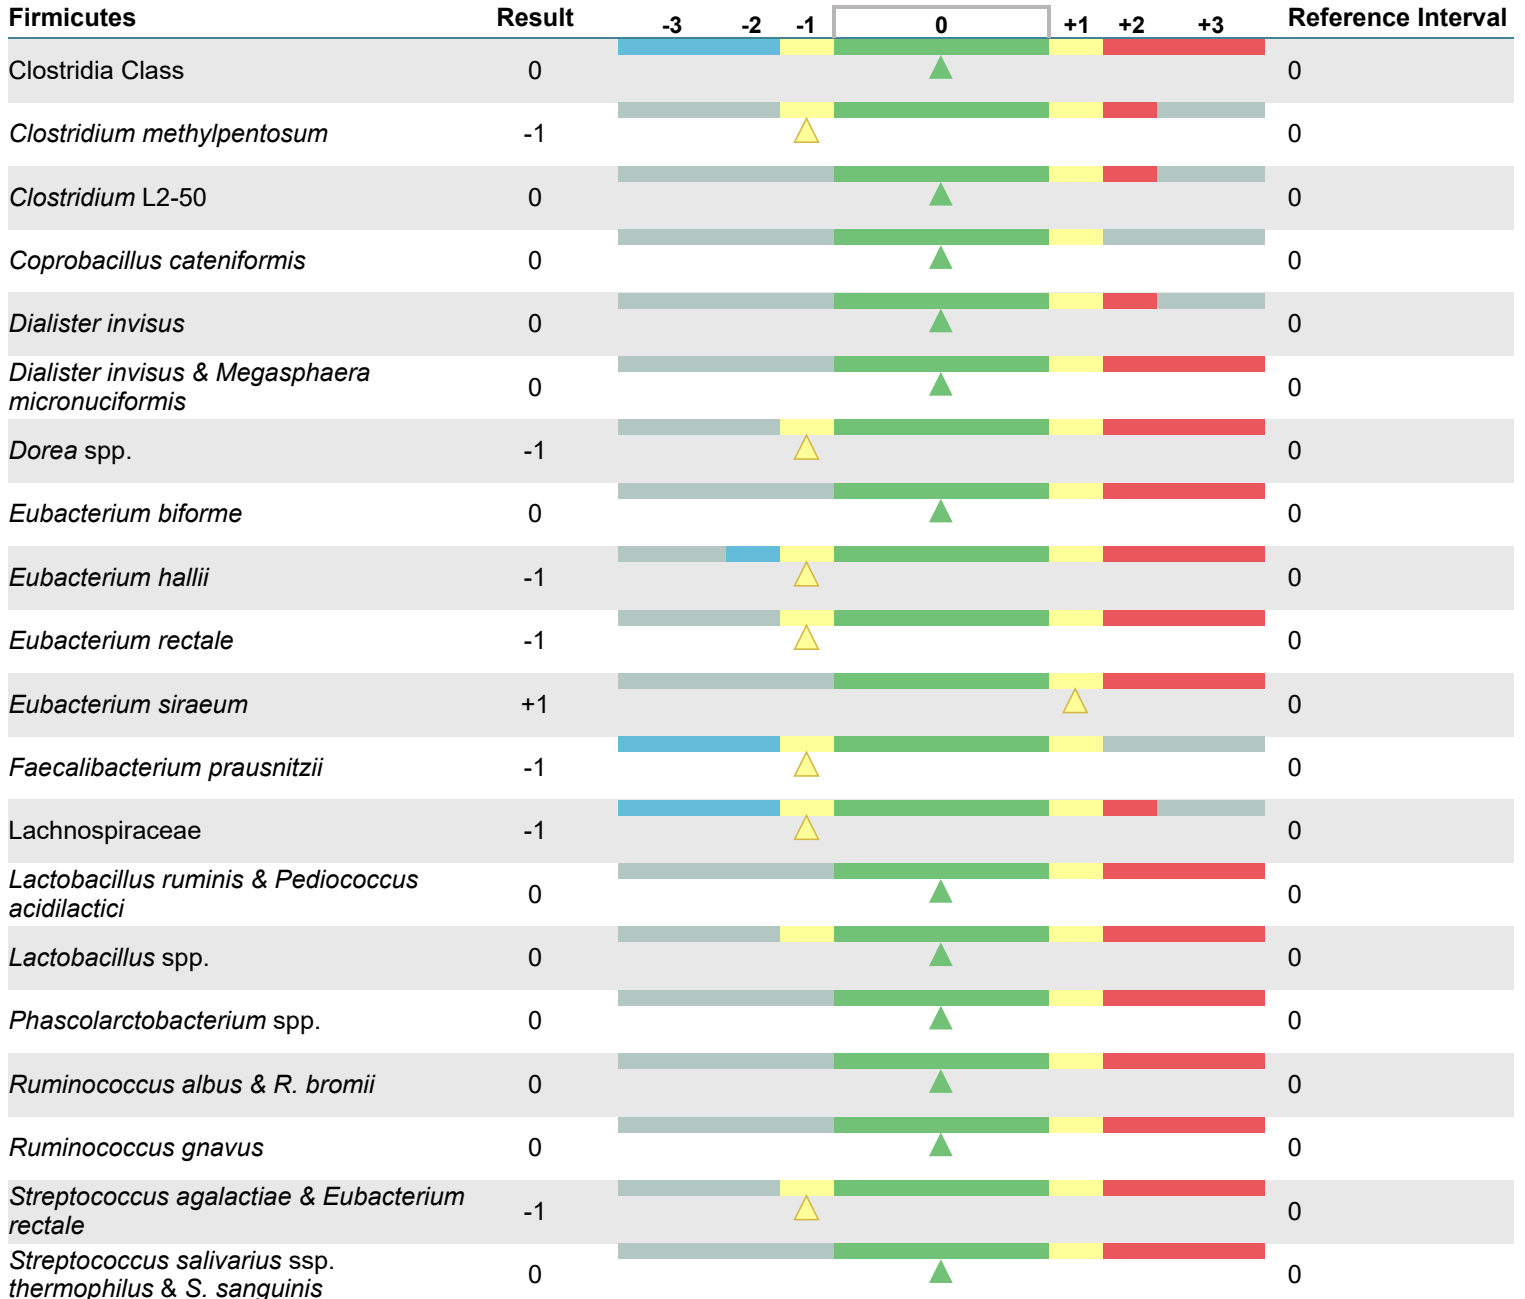 Firmicutes Result -3 -2 -1 0 +1 +2 +3 Reference Interval
Clostridia Class 0 0
Clostridium methylpentosum -1 0
Clostridium L2-50 0 0
Coprobacillus cateniformis 0 0
Dialister invisus 0 0
Dialister invisus & Megasphaera
micronuciformis 0 0
Dorea spp. -1 0
Eubacterium biforme 0 0
Eubacterium hallii -1 0
Eubacterium rectale -1 0
Eubacterium siraeum +1 0
Faecalibacterium prausnitzii -1 0
Lachnospiraceae -1 0
Lactobacillus ruminis & Pediococcus
acidilactici 0 0
Lactobacillus spp. 0 0
Phascolarctobacterium spp. 0 0
Ruminococcus albus & R. bromii 0 0
Ruminococcus gnavus 0 0
Streptococcus agalactiae & Eubacterium
rectale -1 0
Streptococcus salivarius ssp.
thermophilus & S. sanguinis 0 0